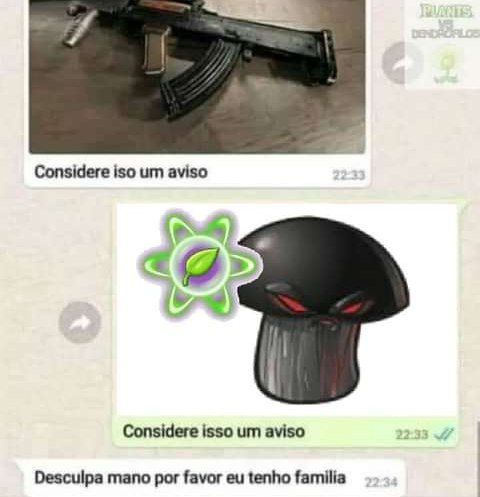 PLANTS
VS
DENDROFILOS
Considere iso um aviso
22:33
Considere isso um aviso
22:33
Desculpa mano por favor eu tenho familia
22:34